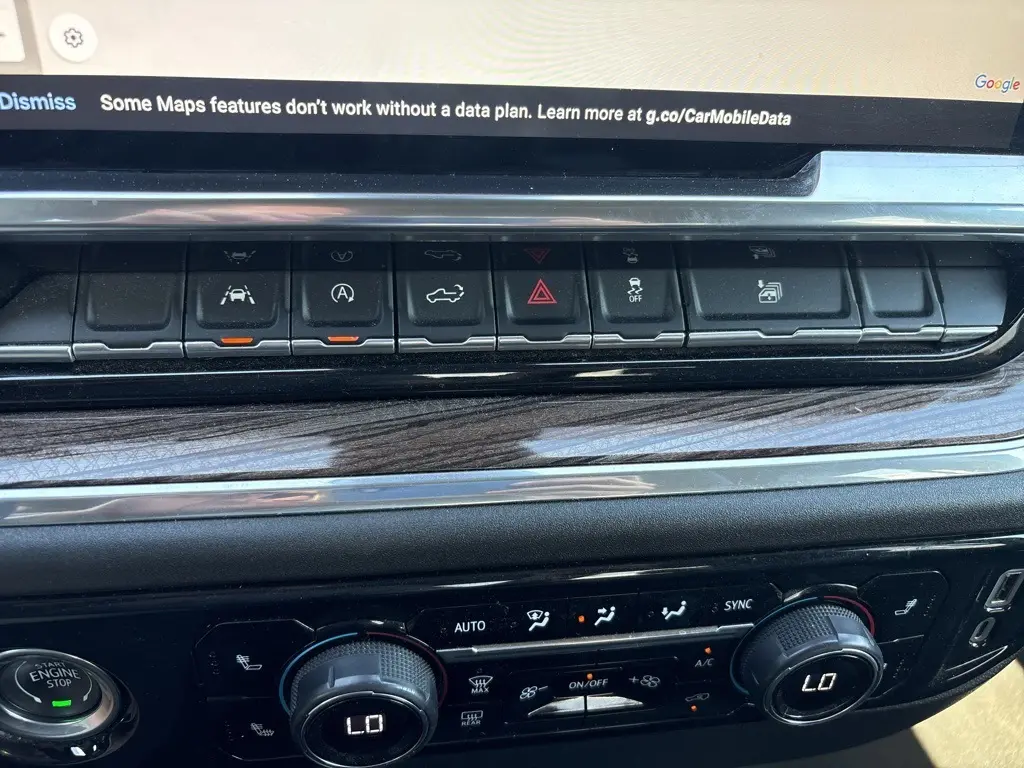 Dismiss Some Maps features don't work without a data plan. Learn more at g.co/CarMobileData
Google
A
OFF
START
ENGINE
STOP
AUTO
SYNC
MAX
ON/OFF
A/C
REAR
LO
LO